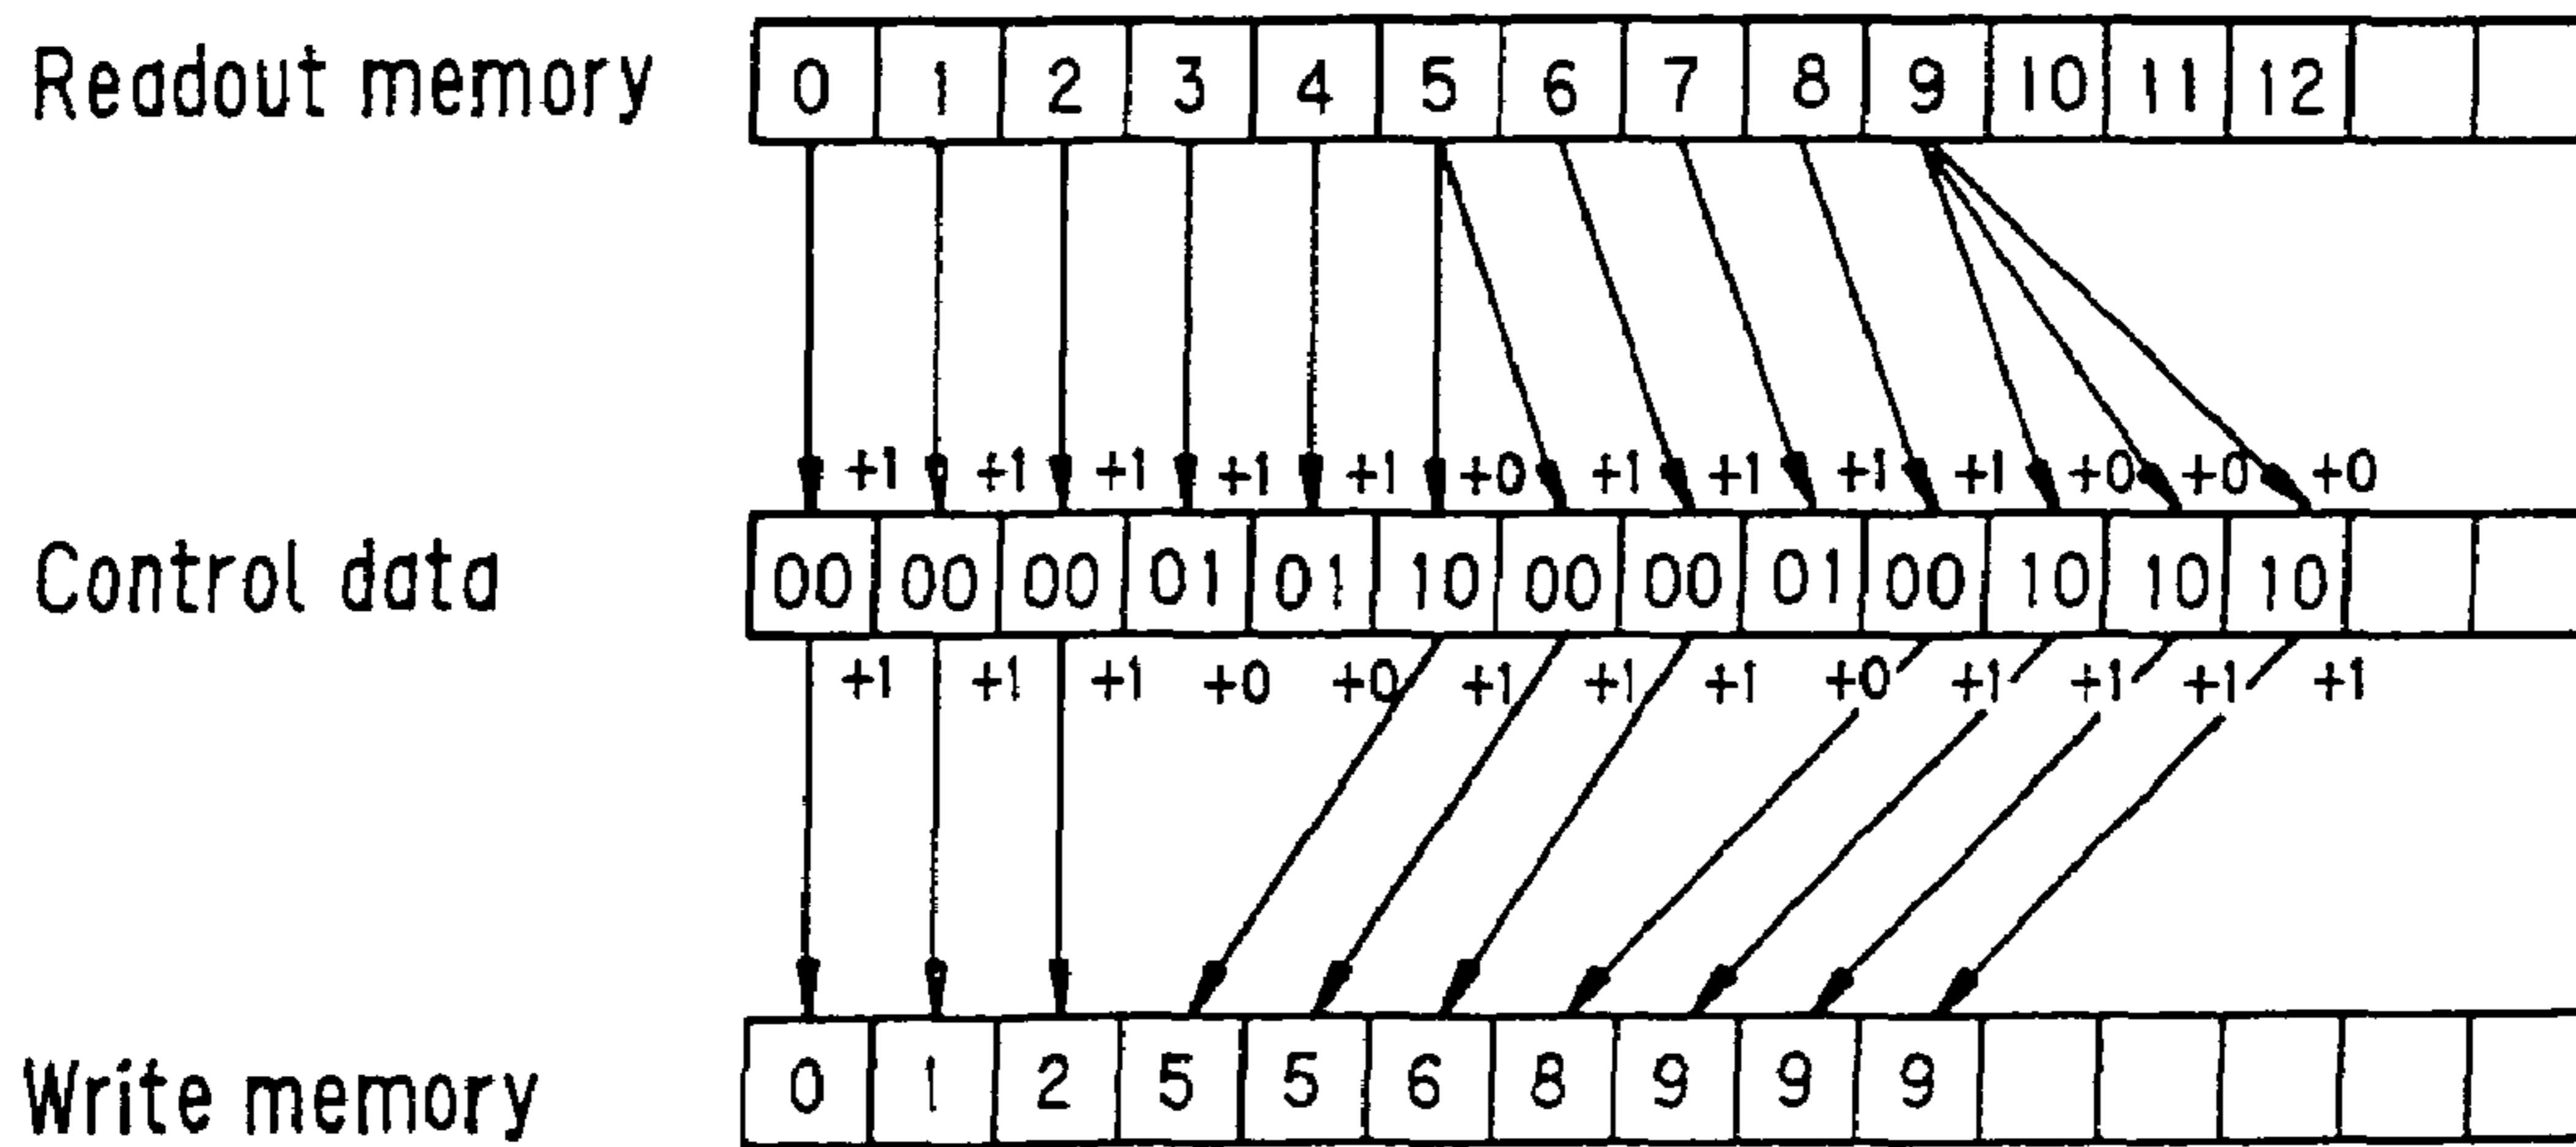 Readout memory 0 1 2 3 4 5 6 7 8 9 10 11 12
+1 +1 +1 +1 +1 +0 +1 +1 +1 +1 +0 +0 +0
Control data 00 00 00 01 01 10 00 00 01 00 10 10 10
+1 +1 +1 +0 +0 +1 +1 +1 +0 +1 +1 +1 +1
Write memory 0 1 2 5 5 6 8 9 9 9